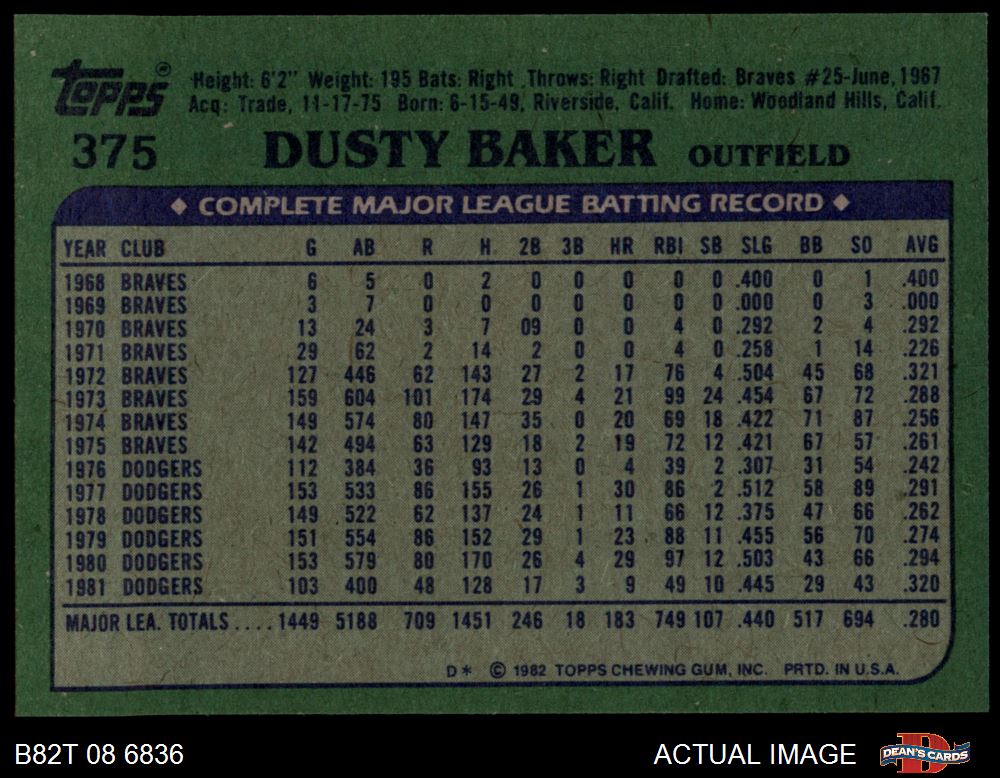 Topps® Height: 6'2" Weight: 195 Bats: Right Throws: Right Drafted: Braves #25-June, 1967
Acq: Trade, 11-17-75 Born: 6-15-49, Riverside, Calif. Home: Woodland Hills, Calif.
375 DUSTY BAKER OUTFIELD
◆ COMPLETE MAJOR LEAGUE BATTING RECORD ◆
YEAR CLUB G AB R H 2B 3B HR RBI SB SLG BB SO AVG
1968 BRAVES 6 5 0 2 0 0 0 0 0 .400 0 1 .400
1969 BRAVES 3 7 0 0 0 0 0 0 0 .000 0 3 .000
1970 BRAVES 13 24 3 7 09 0 0 4 0 .292 2 4 .292
1971 BRAVES 29 62 2 14 2 0 0 4 0 .258 1 14 .226
1972 BRAVES 127 446 62 143 27 2 17 76 4 .504 45 68 .321
1973 BRAVES 159 604 101 174 29 4 21 99 24 .454 67 72 .288
1974 BRAVES 149 574 80 147 35 0 20 69 18 .422 71 87 .256
1975 BRAVES 142 494 63 129 18 2 19 72 12 .421 67 57 .261
1976 DODGERS 112 384 36 93 13 0 4 39 2 .307 31 54 .242
1977 DODGERS 153 533 86 155 26 1 30 86 2 .512 58 89 .291
1978 DODGERS 149 522 62 137 24 1 11 66 12 .375 47 66 .262
1979 DODGERS 151 554 86 152 29 1 23 88 11 .455 56 70 .274
1980 DODGERS 153 579 80 170 26 4 29 97 12 .503 43 66 .294
1981 DODGERS 103 400 48 128 17 3 9 49 10 .445 29 43 .320
MAJOR LEA. TOTALS .... 1449 5188 709 1451 246 18 183 749 107 .440 517 694 .280
D* © 1982 TOPPS CHEWING GUM, INC. PRTD. IN U.S.A.
B82T 08 6836 ACTUAL IMAGE D DEAN'S CARDS